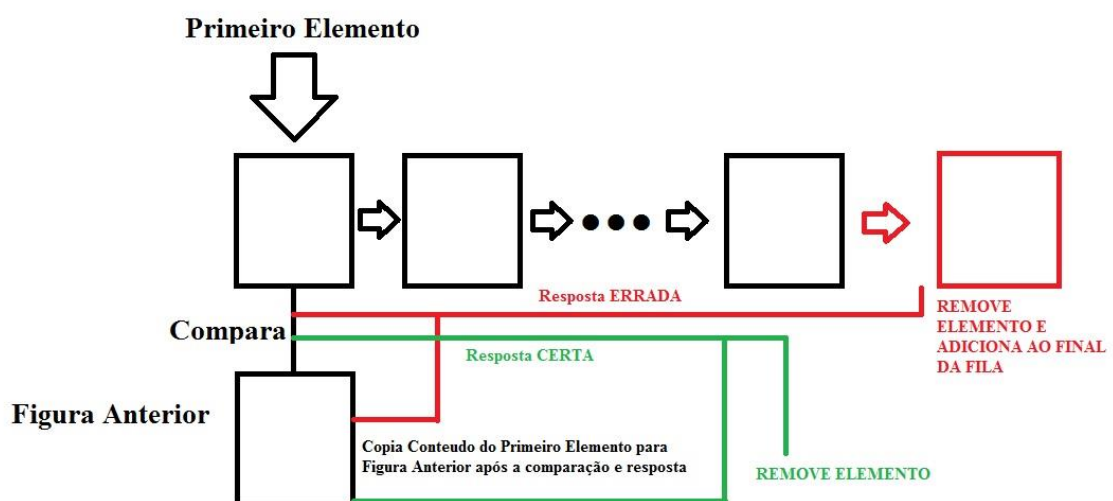 Primeiro Elemento
Resposta ERRADA
REMOVE
ELEMENTO E
ADICIONA AO FINAL
DA FILA
Compara
Resposta CERTA
Figura Anterior
Copia Conteudo do Primeiro Elemento para
Figura Anterior após a comparação e resposta
REMOVE ELEMENTO